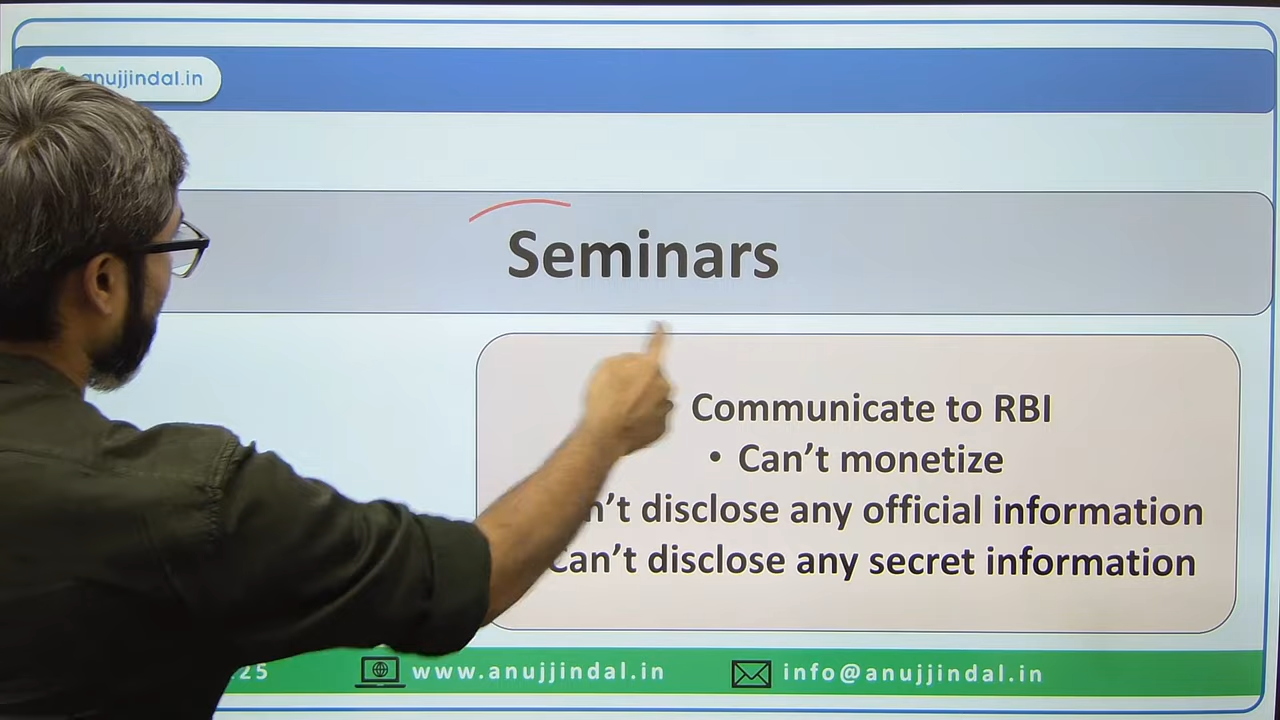 anujjindal.in
Seminars
Communicate to RBI
• Can't monetize
n't disclose any official information
Can't disclose any secret information
25
www.anujjindal.in
info@anujjindal.in